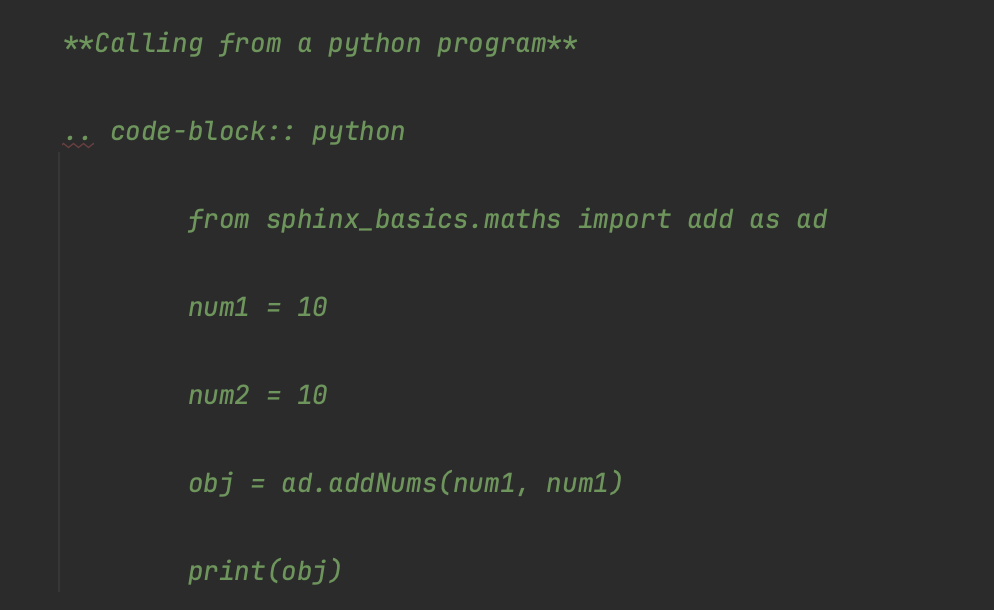 **Calling from a python program**
.. code-block:: python
from sphinx_basics.maths import add as ad
num1 = 10
num2 = 10
obj = ad.addNums(num1, num1)
print(obj)